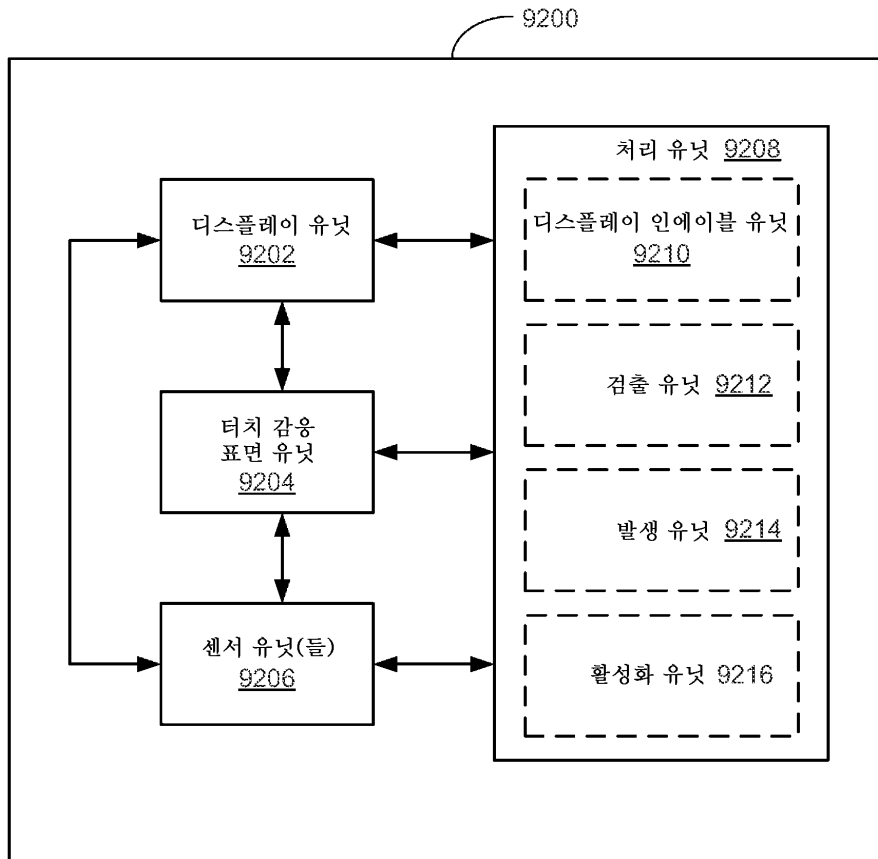 9200
처리 유닛 9208
디스플레이 유닛
9202
디스플레이 인에이블 유닛
9210
검출 유닛 9212
터치 감응
표면 유닛
9204
발생 유닛 9214
센서 유닛(들)
9206
활성화 유닛 9216